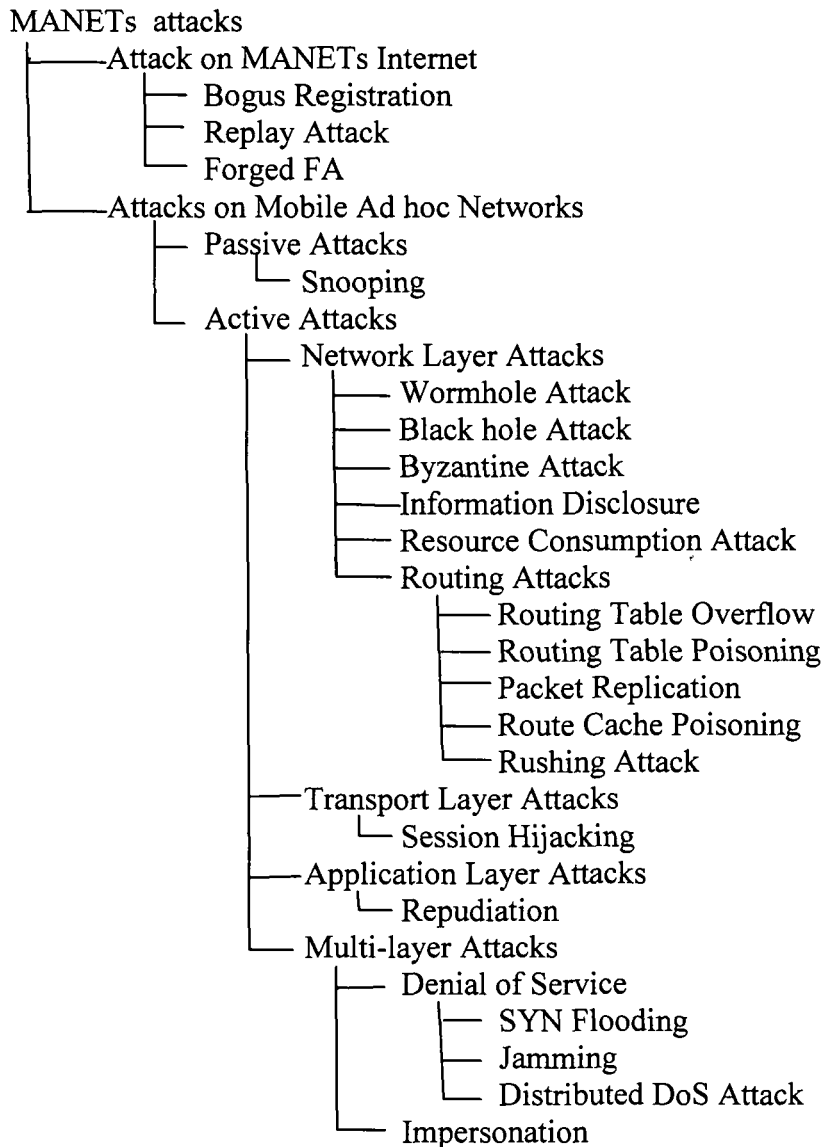 MANETs attacks
Attack on MANETs Internet
Bogus Registration
Replay Attack
Forged FA
Attacks on Mobile Ad hoc Networks
Passive Attacks
Snooping
Active Attacks
Network Layer Attacks
Wormhole Attack
Black hole Attack
Byzantine Attack
Information Disclosure
Resource Consumption Attack
Routing Attacks
Routing Table Overflow
Routing Table Poisoning
Packet Replication
Route Cache Poisoning
Rushing Attack
Transport Layer Attacks
Session Hijacking
Application Layer Attacks
Repudiation
Multi-layer Attacks
Denial of Service
SYN Flooding
Jamming
Distributed DoS Attack
Impersonation